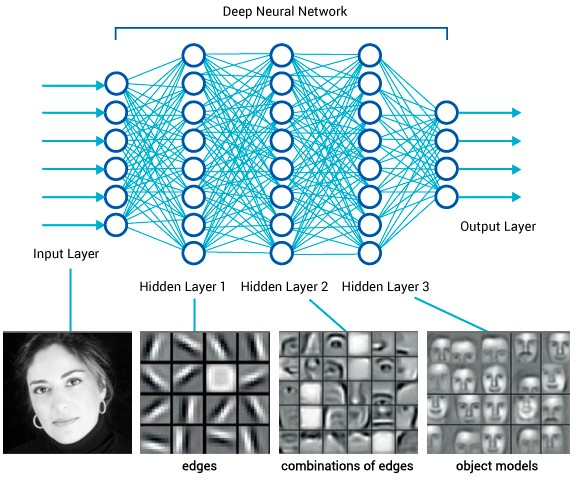 Deep Neural Network
Input Layer
Output Layer
Hidden Layer 1
Hidden Layer 2
Hidden Layer 3
edges
combinations of edges
object models